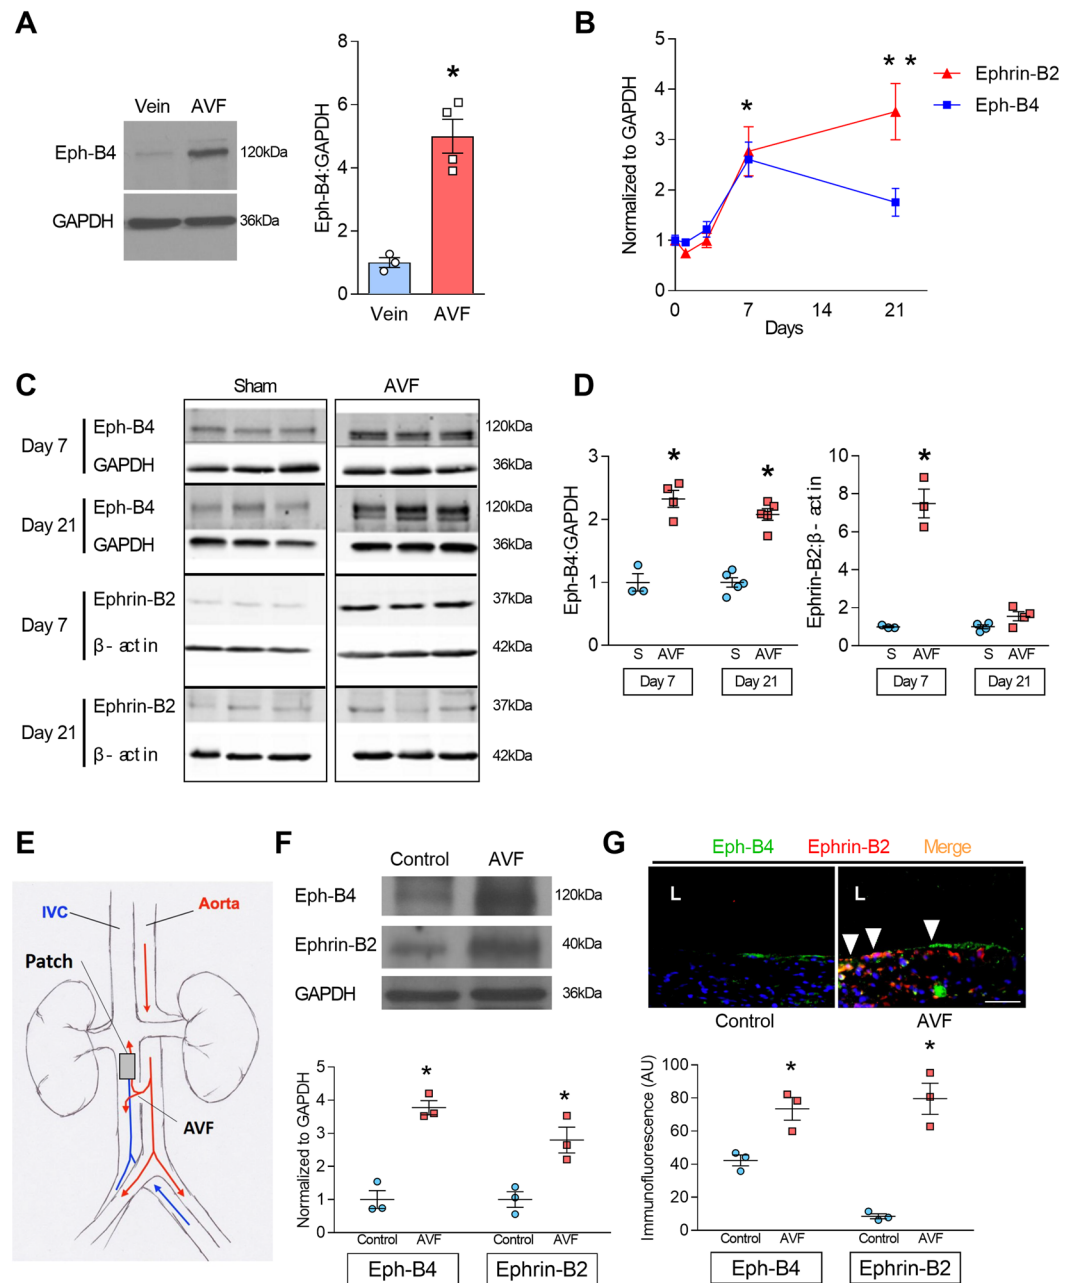 A
Vein AVF
Eph-B4 120kDa
GAPDH 36kDa
Eph-B4:GAPDH
8
6
4
2
0
*
Vein AVF
B
Normalized to GAPDH
5
4
3
2
1
0
*
* *
Ephrin-B2
Eph-B4
0 7 14 21
Days
C
Sham AVF
Day 7
Eph-B4 120kDa
GAPDH 36kDa
Day 21
Eph-B4 120kDa
GAPDH 36kDa
Day 7
Ephrin-B2 37kDa
β- actin 42kDa
Day 21
Ephrin-B2 37kDa
β- actin 42kDa
D
Eph-B4:GAPDH
3
2
1
0
* *
S AVF S AVF
Day 7 Day 21
Ephrin-B2:β- actin
10
8
6
4
2
0
*
S AVF S AVF
Day 7 Day 21
E
IVC Aorta
Patch
AVF
F
Control AVF
Eph-B4 120kDa
Ephrin-B2 40kDa
GAPDH 36kDa
Normalized to GAPDH
5
4
3
2
1
0
* *
Control AVF Control AVF
Eph-B4 Ephrin-B2
G
Eph-B4 Ephrin-B2 Merge
L L
Control AVF
Immunofluorescence (AU)
100
80
60
40
20
0
* *
Control AVF Control AVF
Eph-B4 Ephrin-B2